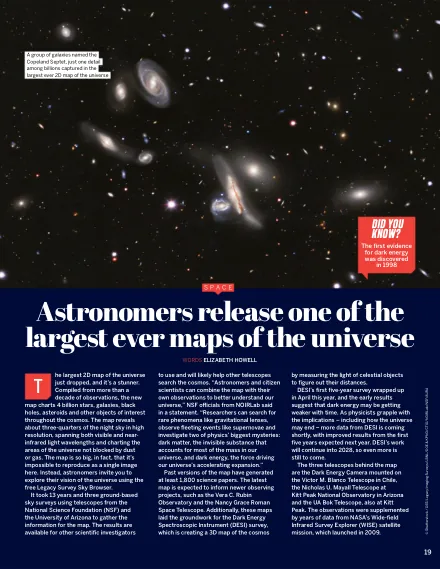 A group of galaxies named the
Copeland Septet, just one detail
among billions captured in the
largest ever 2D map of the universe
DID YOU
KNOW?
The first evidence
for dark energy
was discovered
in 1998
SPACE
Astronomers release one of the
largest ever maps of the universe
WORDS ELIZABETH HOWELL
The largest 2D map of the universe
just dropped, and it's a stunner.
Compiled from more than a
decade of observations, the new
map charts 4 billion stars, galaxies, black
holes, asteroids and other objects of interest
throughout the cosmos. The map reveals
about three-quarters of the night sky in high
resolution, spanning both visible and near-
infrared light wavelengths and charting the
areas of the universe not blocked by dust
or gas. The map is so big, in fact, that it's
impossible to reproduce as a single image
here. Instead, astronomers invite you to
explore their vision of the universe using the
free Legacy Survey Sky Browser.
It took 13 years and three ground-based
sky surveys using telescopes from the
National Science Foundation (NSF) and
the University of Arizona to gather the
information for the map. The results are
available for other scientific investigators
to use and will likely help other telescopes
search the cosmos. "Astronomers and citizen
scientists can combine the map with their
own observations to better understand our
universe," NSF officials from NOIRLab said
in a statement. "Researchers can search for
rare phenomena like gravitational lenses,
observe fleeting events like supernovae and
investigate two of physics' biggest mysteries:
dark matter, the invisible substance that
accounts for most of the mass in our
universe, and dark energy, the force driving
our universe's accelerating expansion."
Past versions of the map have generated
at least 1,800 science papers. The latest
map is expected to inform newer observing
projects, such as the Vera C. Rubin
Observatory and the Nancy Grace Roman
Space Telescope. Additionally, these maps
laid the groundwork for the Dark Energy
Spectroscopic Instrument (DESI) survey,
which is creating a 3D map of the cosmos
by measuring the light of celestial objects
to figure out their distances.
DESI's first five-year survey wrapped up
in April this year, and the early results
suggest that dark energy may be getting
weaker with time. As physicists grapple with
the implications – including how the universe
may end – more data from DESI is coming
shortly, with improved results from the first
five years expected next year. DESI's work
will continue into 2028, so even more is
still to come.
The three telescopes behind the map
are the Dark Energy Camera mounted on
the Víctor M. Blanco Telescope in Chile,
the Nicholas U. Mayall Telescope at
Kitt Peak National Observatory in Arizona
and the UA Bok Telescope, also at Kitt
Peak. The observations were supplemented
by years of data from NASA's Wide-field
Infrared Survey Explorer (WISE) satellite
mission, which launched in 2009.
19